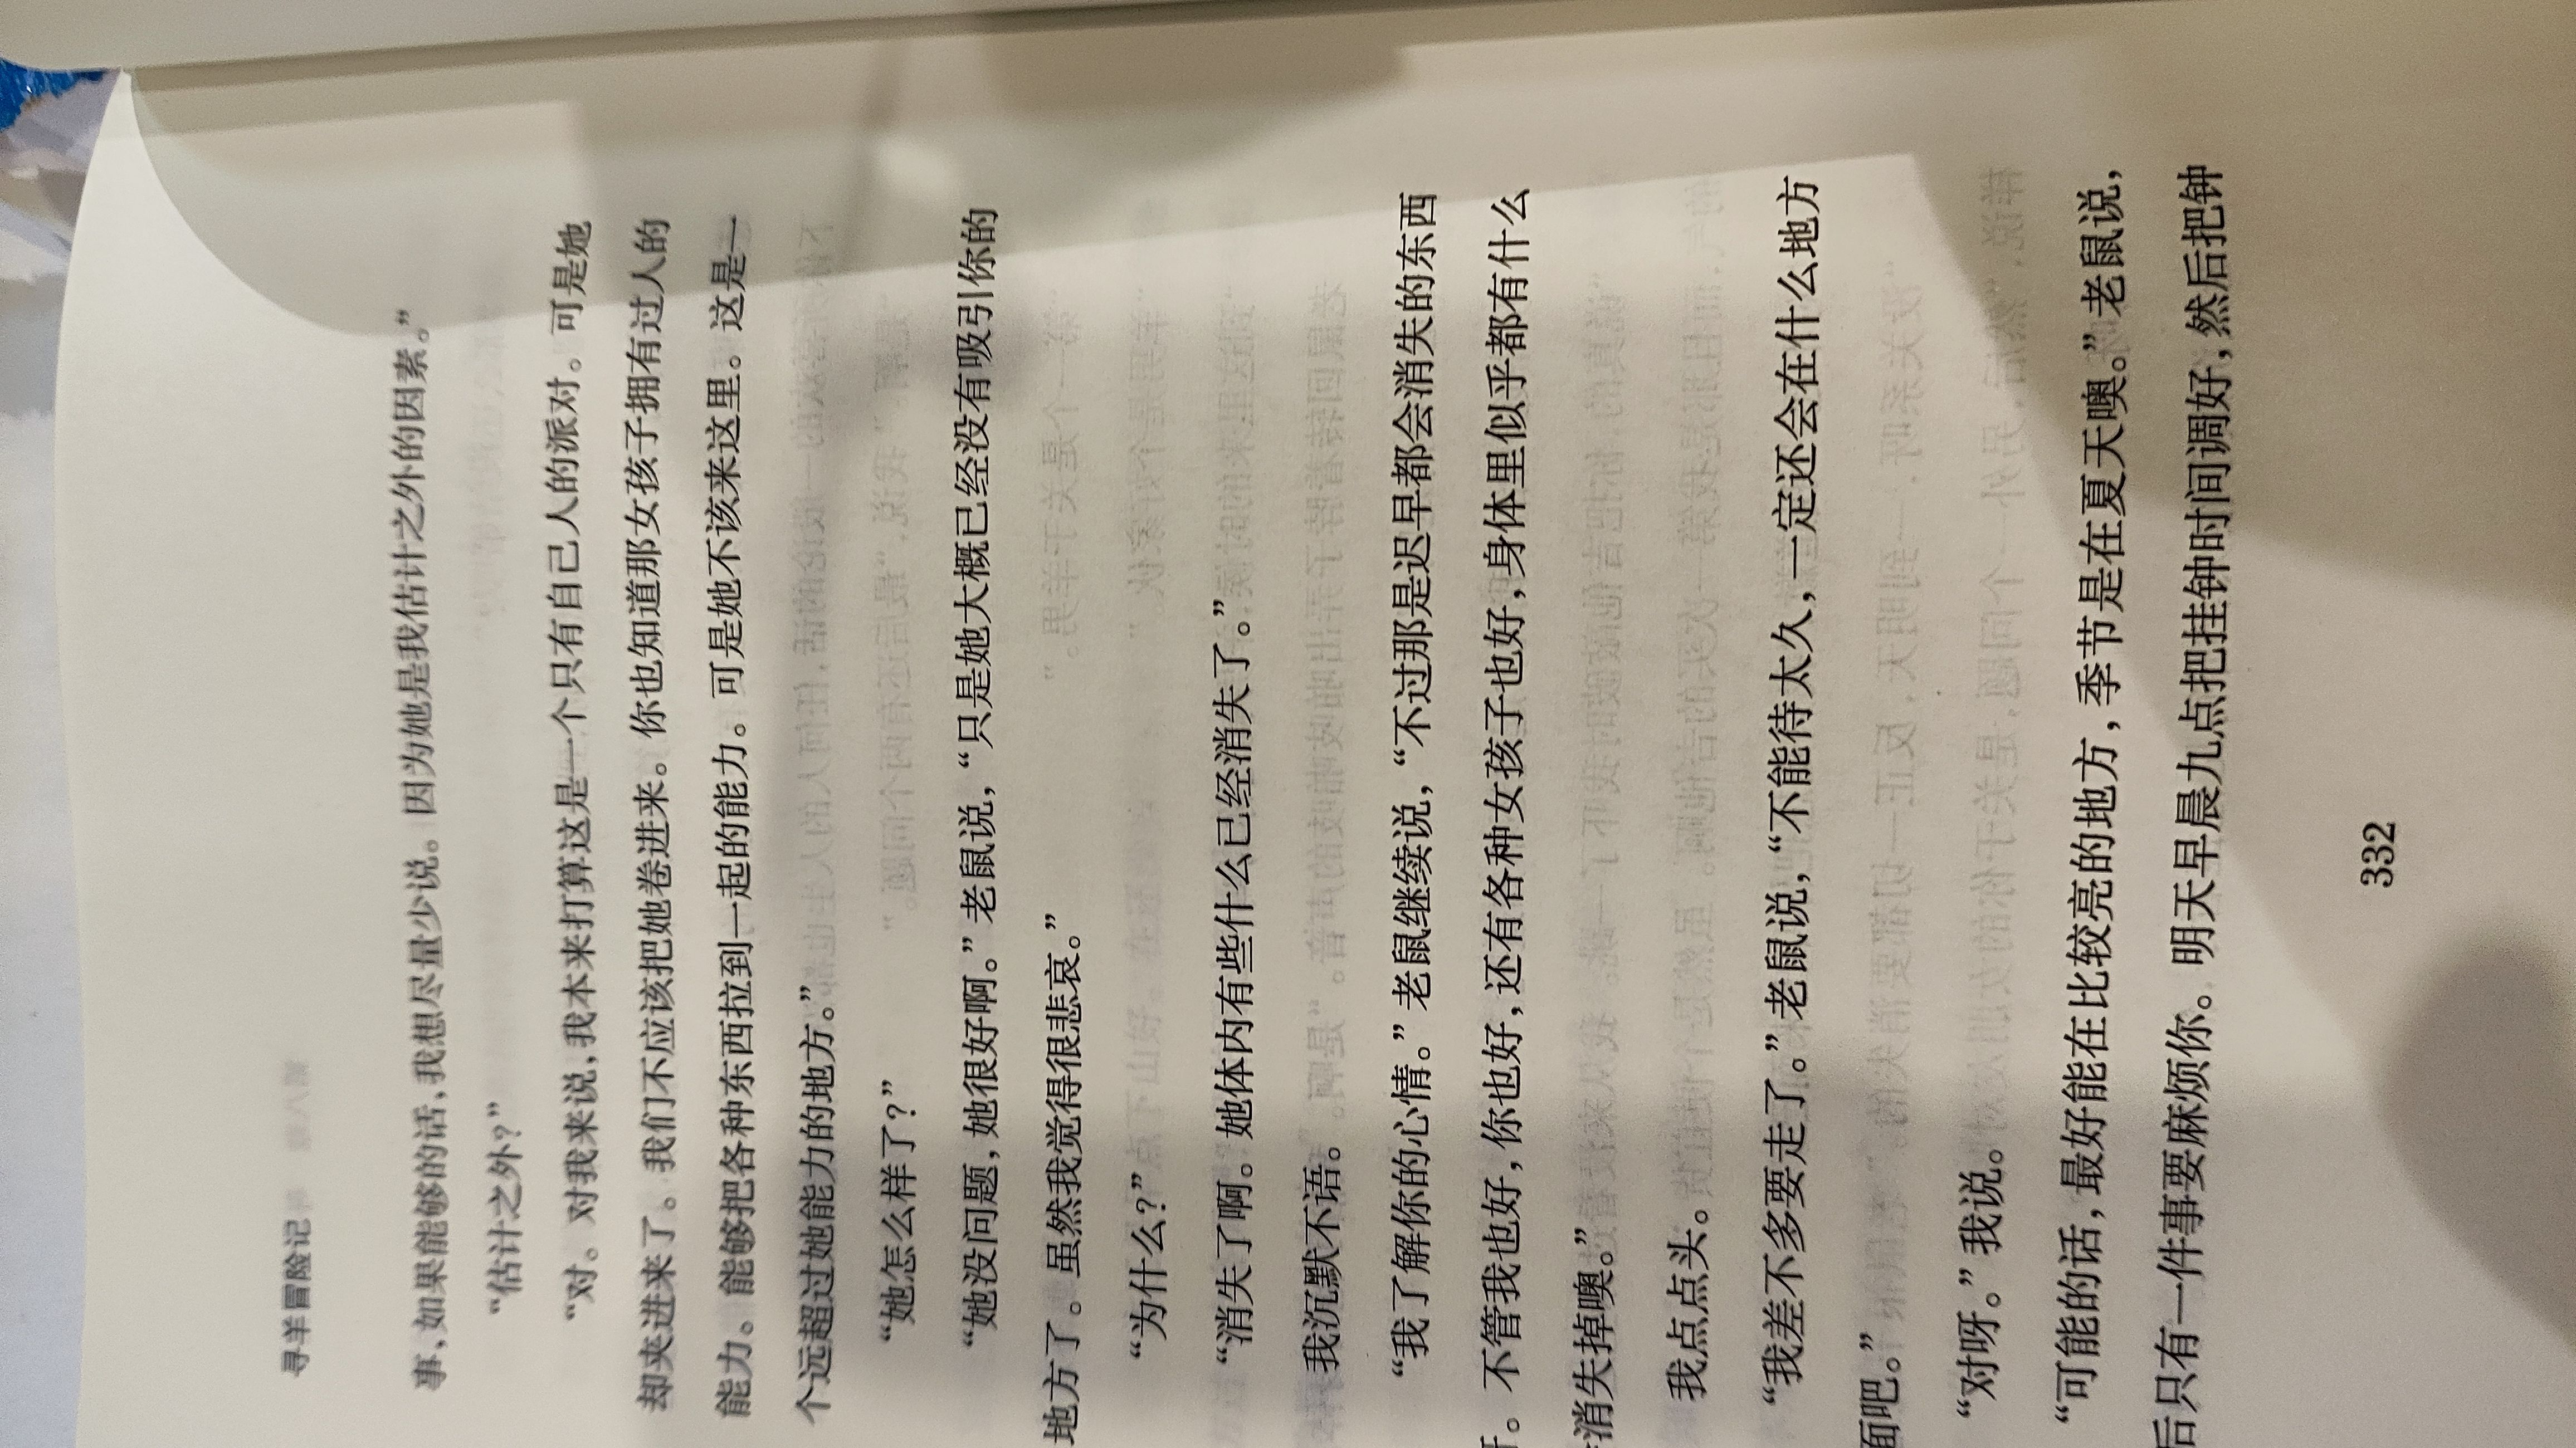 寻羊冒险记
事,如果能够的话,我想尽量少说。因为她是我估计之外的因素。”
“估计之外?”
“对。对我来说,我本来打算这是一个只有自己人的派对。可是她
却夹进来了。我们不应该把她卷进来。你也知道那女孩子拥有过人的
能力。能够把各种东西拉到一起的能力。可是她不该来这里。这是一
个远超过她能力的地方。”
“她怎么样了?”
“她没问题,她很好啊。”老鼠说,“只是她大概已经没有吸引你的
地方了。虽然我觉得很悲哀。”
“为什么?”
“消失了啊。她体内有些什么已经消失了。”
我沉默不语。
“我了解你的心情。”老鼠继续说,“不过那是迟早都会消失的东西
。不管我也好,你也好,还有各种女孩子也好,身体里似乎都有什么
消失掉噢。”
我点点头。
“我差不多要走了。”老鼠说,“不能待太久,一定还会在什么地方
面吧。”
“对呀。”我说。
“可能的话,最好能在比较亮的地方,季节是在夏天噢。”老鼠说,
后只有一件事要麻烦你。明天早晨九点把挂钟时间调好,然后把钟
332